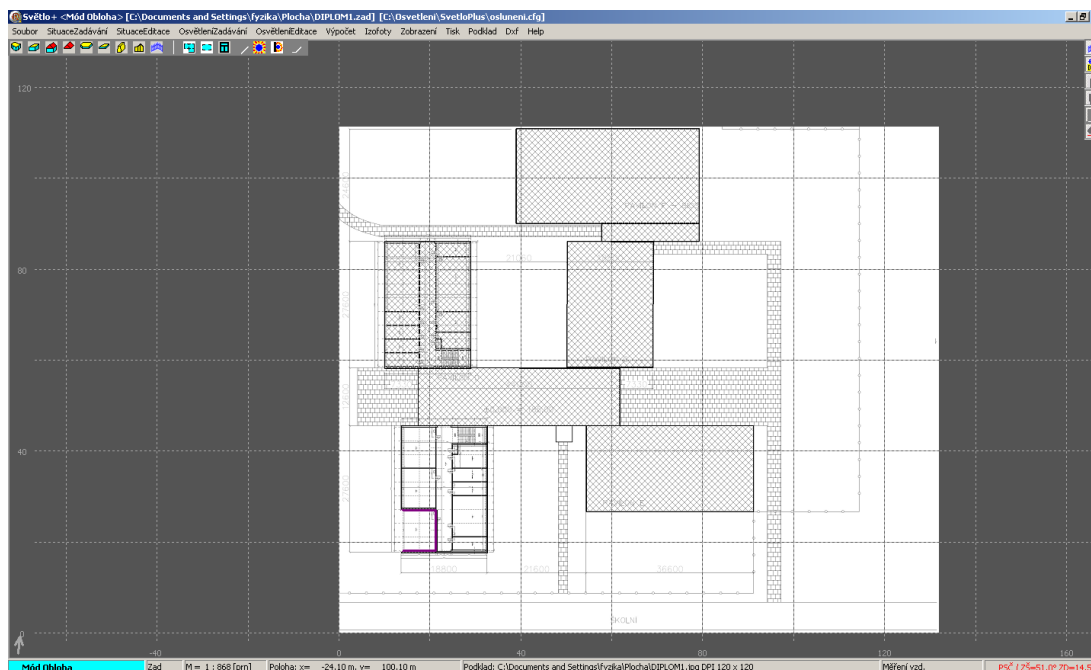 Světlo+ <Mód Obloha> [C:\Documents and Settings\fyzika\Plocha\DIPLOM1.zad] [C:\Osvetleni\SvetloPlus\osluneni.cfg]
Soubor SituaceZadávání SituaceEditace OsvětleníZadávání OsvětleníEditace Výpočet Izofoty Zobrazení Tisk Podklad Dxf Help
120
80
21060
40
18800 21600 36600
ŠKOLNÍ
0
-40 0 40 80 120
Mód Obloha Zad M = 1 : 868 [prn] Poloha: x= -24.10 m, y= 100.10 m Podklad: C:\Documents and Settings\fyzika\Plocha\DIPLOM1.jpg DPI 120 x 120 Měření vzd.